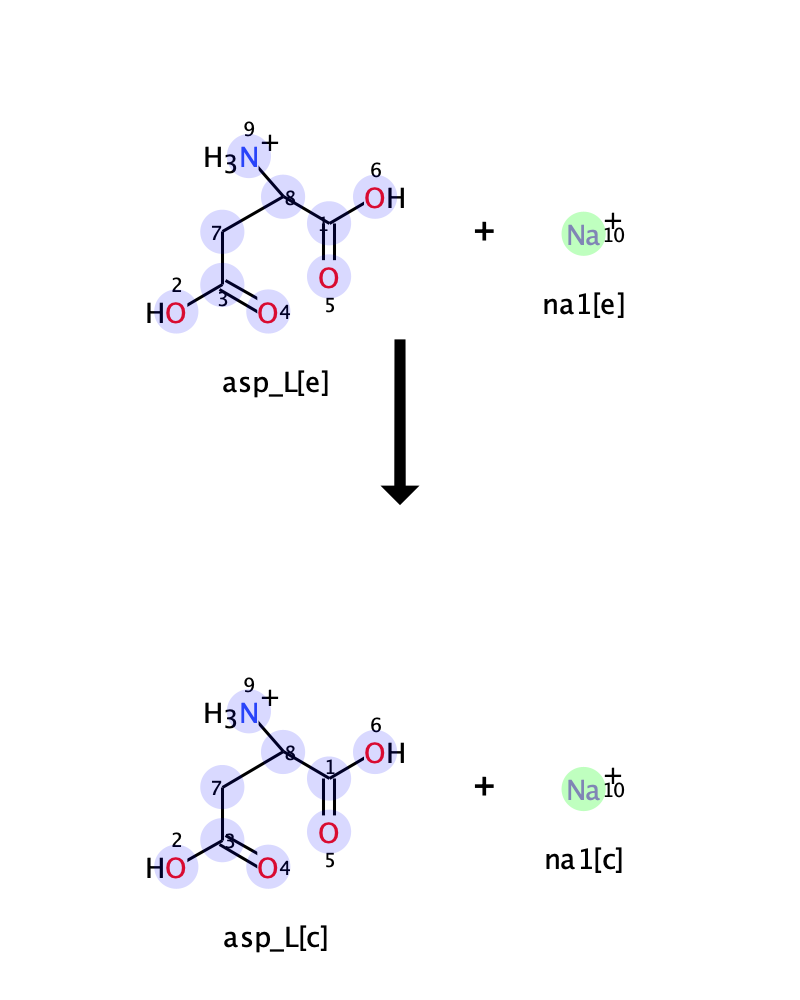 9
H3N+
6
8
OH
7
1
+
Na+
10
2
3
O
HO
O4
5
na1[e]
asp_L[e]
9
H3N+
6
8
OH
1
7
+
Na+
10
2
3
O
HO
O4
5
na1[c]
asp_L[c]